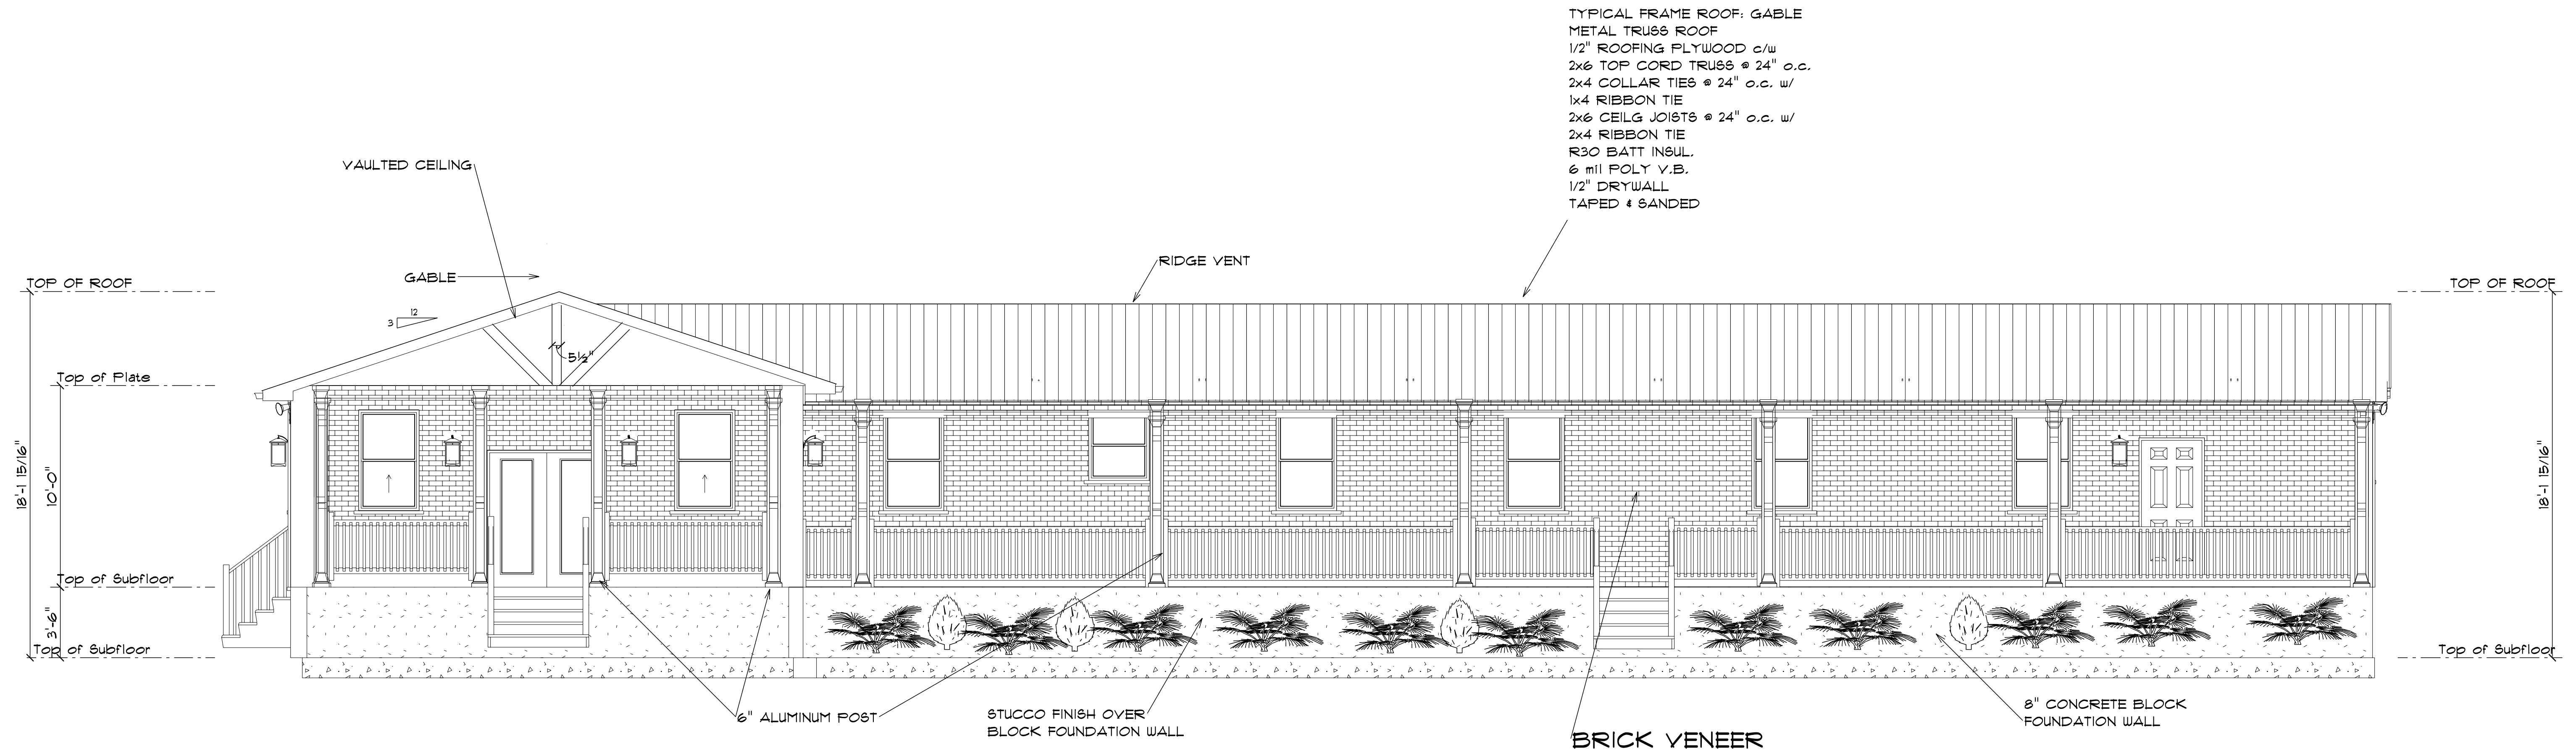 TYPICAL FRAME ROOF: GABLE
METAL TRUSS ROOF
1/2" ROOFING PLYWOOD c/w
2x6 TOP CORD TRUSS @ 24" o.c.
2x4 COLLAR TIES @ 24" o.c. w/
1x4 RIBBON TIE
2x6 CEILG JOISTS @ 24" o.c. w/
2x4 RIBBON TIE
R30 BATT INSUL.
6 mil POLY V.B.
1/2" DRYWALL
TAPED & SANDED
VAULTED CEILING
RIDGE VENT
GABLE
TOP OF ROOF
TOP OF ROOF
12
3
5½"
Top of Plate
18'-1 15/16"
10'-0"
18'-1 15/16"
Top of Subfloor
3'-6"
Top of Subfloor
Top of Subfloor
6" ALUMINUM POST
STUCCO FINISH OVER
BLOCK FOUNDATION WALL
BRICK VENEER
8" CONCRETE BLOCK
FOUNDATION WALL